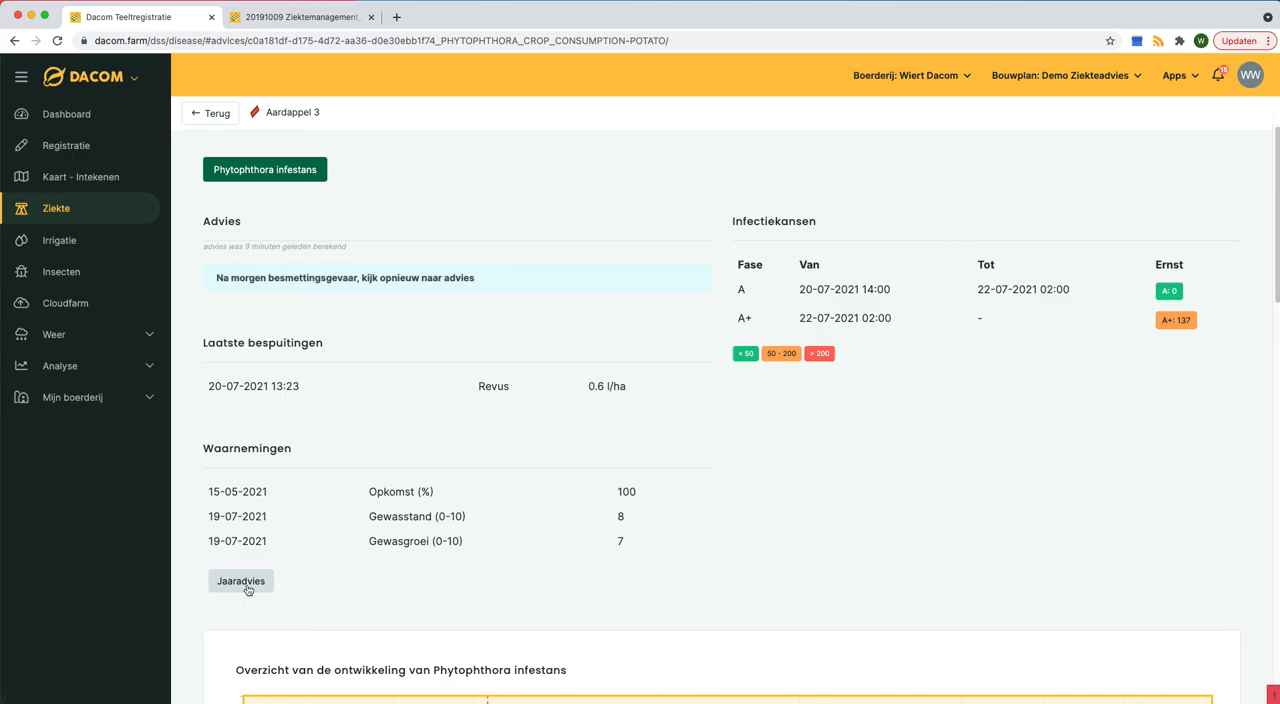 Dacom Teeltregistratie
20191009 Ziektemanagement_
dacom.farm/dss/disease/#advices/c0a181df-d175-4d72-aa36-d0e30ebb1f74_PHYTOPHTHORA_CROP_CONSUMPTION-POTATO/
W
Updaten
DACOM
Boerderij: Wiert Dacom
Bouwplan: Demo Ziekteadvies
Apps
15
WW
Dashboard
Registratie
Kaart - Intekenen
Ziekte
Irrigatie
Insecten
Cloudfarm
Weer
Analyse
Mijn boerderij
← Terug
Aardappel 3
Phytophthora infestans
Advies
advies was 9 minuten geleden berekend
Na morgen besmettingsgevaar, kijk opnieuw naar advies
Laatste bespuitingen
20-07-2021 13:23 Revus 0.6 l/ha
Waarnemingen
15-05-2021 Opkomst (%) 100
19-07-2021 Gewasstand (0-10) 8
19-07-2021 Gewasgroei (0-10) 7
Jaaradvies
Infectiekansen
Fase Van Tot Ernst
A 20-07-2021 14:00 22-07-2021 02:00 A: 0
A+ 22-07-2021 02:00 - A+: 137
< 50 50 - 200 > 200
Overzicht van de ontwikkeling van Phytophthora infestans